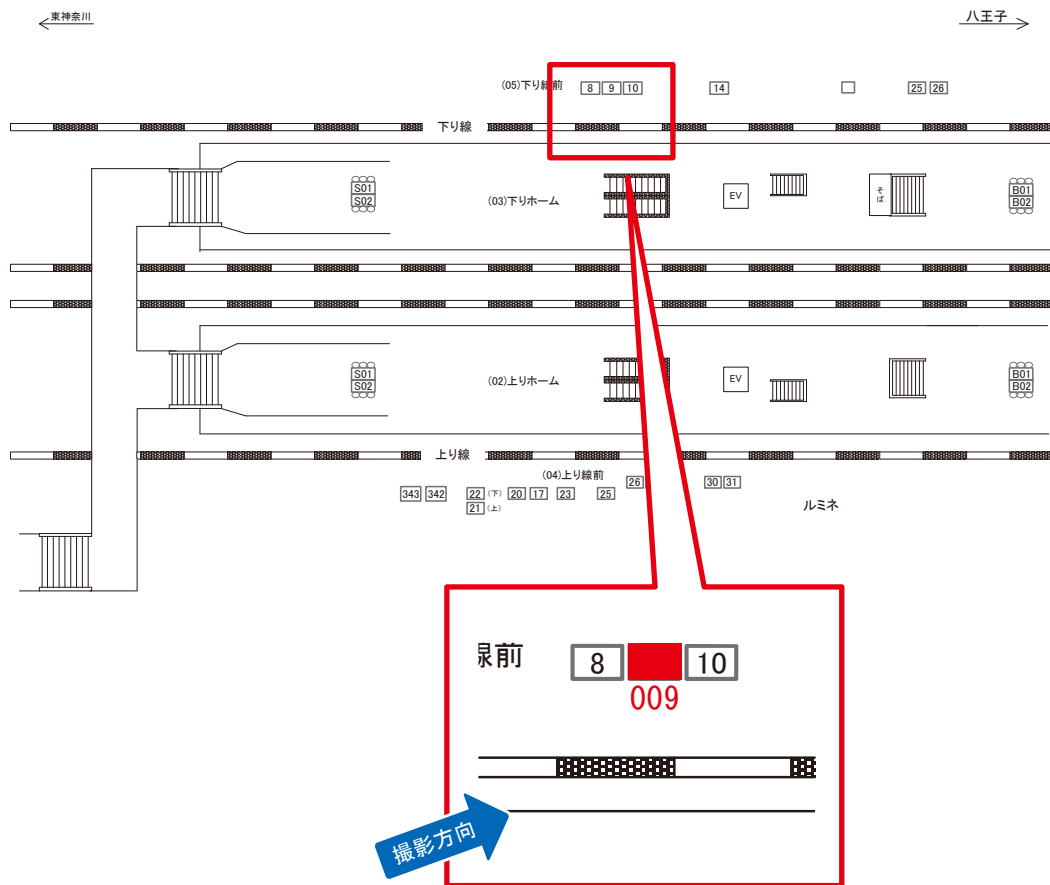 東神奈川
八王子
(05)下り線前
8 9 10
14
25 26
下り線
S01
S02
(03)下りホーム
EV
そば
B01
B02
S01
S02
(02)上りホーム
EV
B01
B02
上り線
(04)上り線前
343 342
22 (下) 20 17 23 25
21 (上)
26
30 31
ルミネ
線前
8 10
009
撮影方向